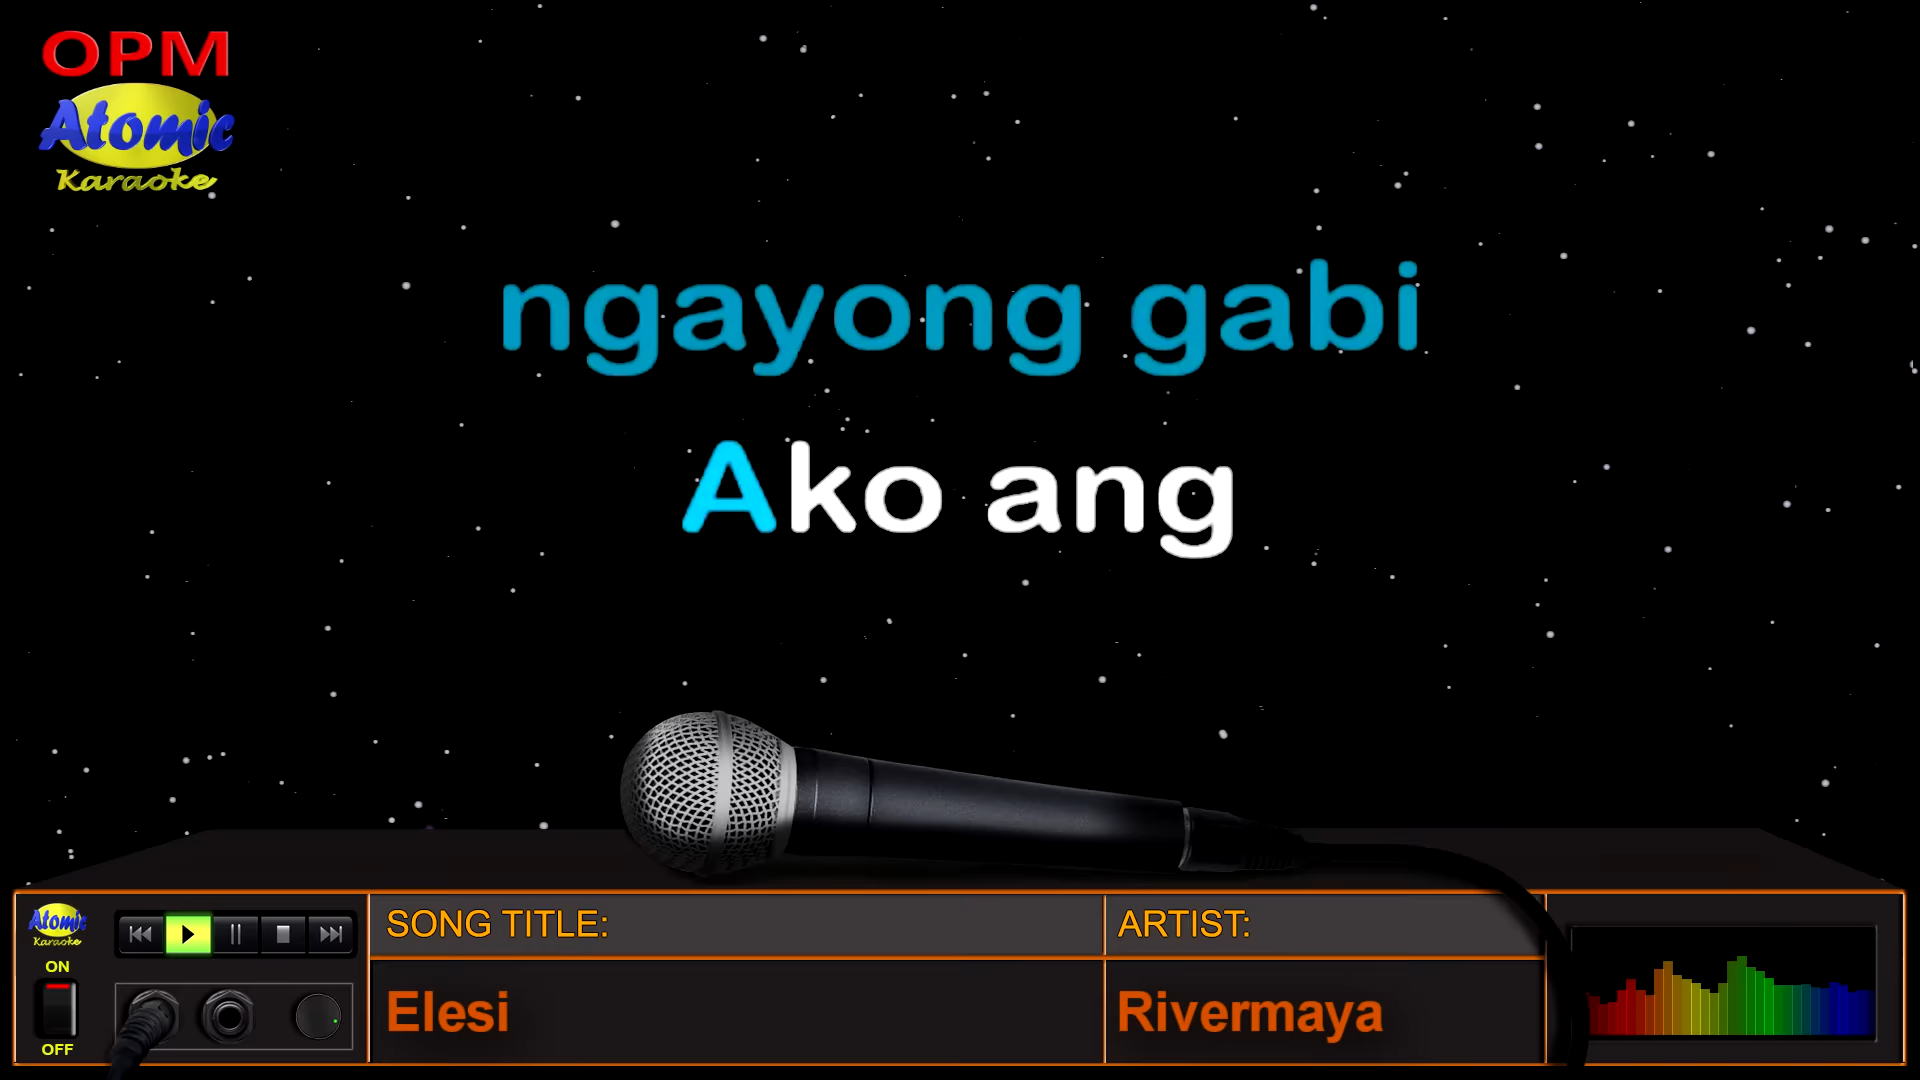 OPM
Atomic
Karaoke
ngayong gabi
Ako ang
Atomic
Karaoke
ON
OFF
SONG TITLE:
ARTIST:
Elesi
Rivermaya